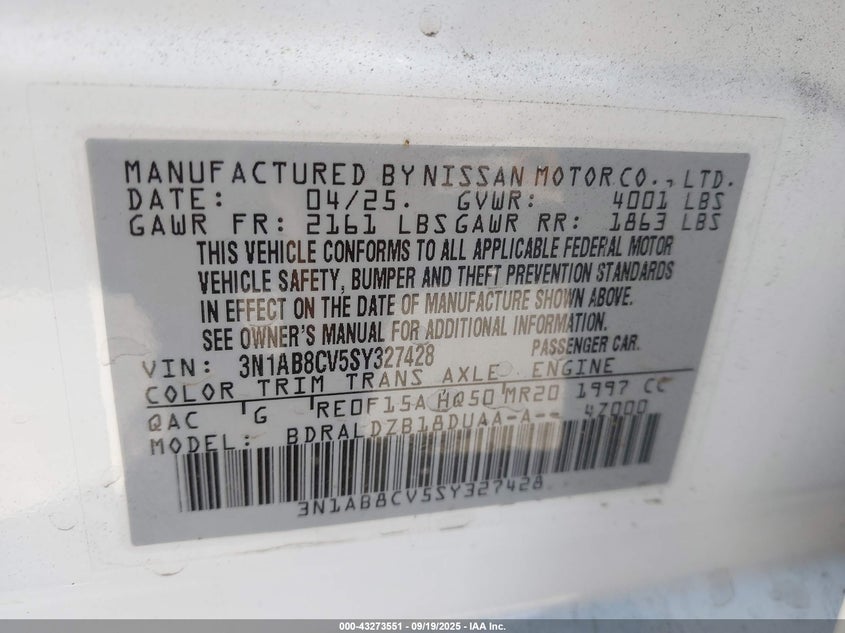 MANUFACTURED BY NISSAN MOTOR CO., LTD.
DATE: 04/25. GVWR: 4001 LBS
GAWR FR: 2161 LBS GAWR RR: 1863 LBS
THIS VEHICLE CONFORMS TO ALL APPLICABLE FEDERAL MOTOR
VEHICLE SAFETY, BUMPER AND THEFT PREVENTION STANDARDS
IN EFFECT ON THE DATE OF MANUFACTURE SHOWN ABOVE.
SEE OWNER'S MANUAL FOR ADDITIONAL INFORMATION.
VIN: 3N1AB8CV5SY327428 PASSENGER CAR.
COLOR TRIM TRANS AXLE ENGINE
QAC G RE0F15A HQ50 MR20 1997 CC
MODEL: BDRALDZB18DUAA-A-- 4Z000
3N1AB8CV5SY327428
000-43273551 - 09/19/2025 - IAA Inc.